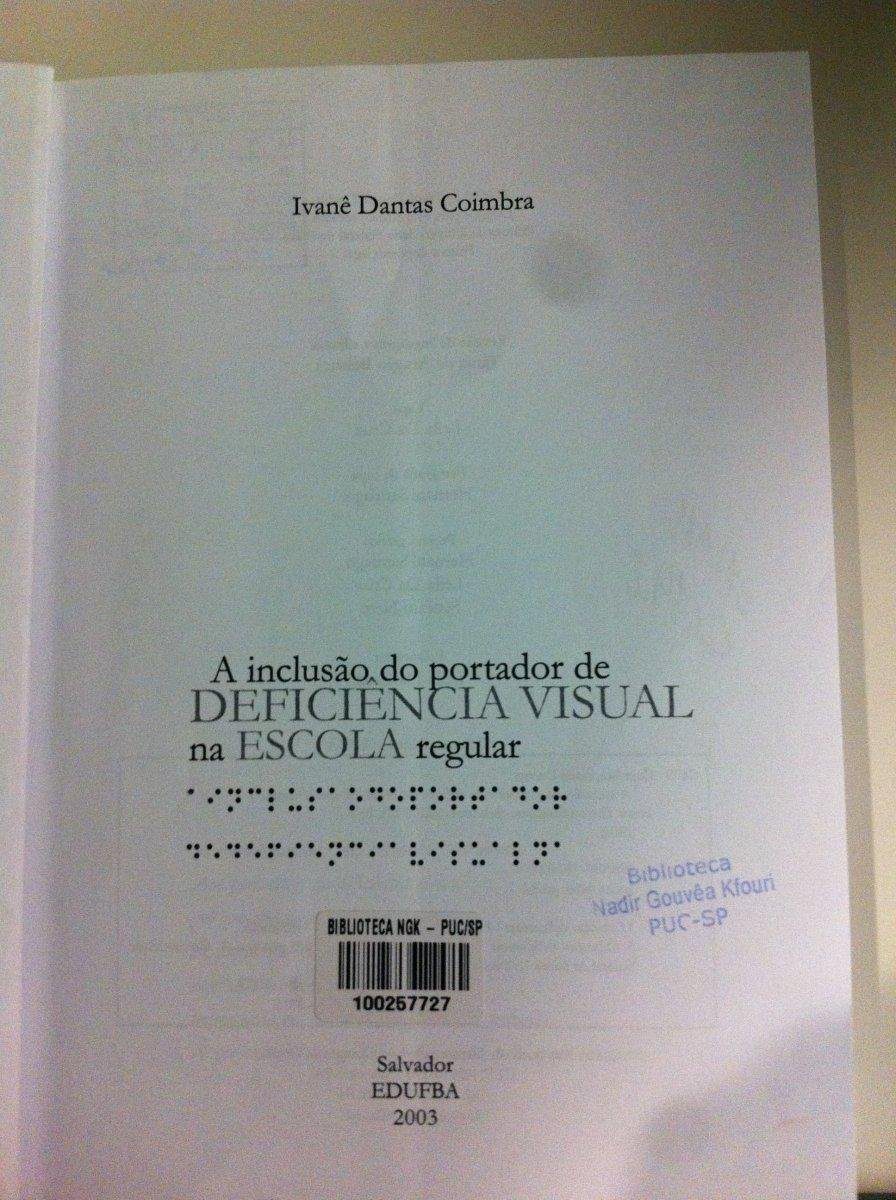 Ivanê Dantas Coimbra
A inclusão do portador de
DEFICIÊNCIA VISUAL
na ESCOLA regular
Biblioteca
Nadir Gouvêa Kfouri
PUC-SP
BIBLIOTECA NGK – PUC/SP
100257727
Salvador
EDUFBA
2003